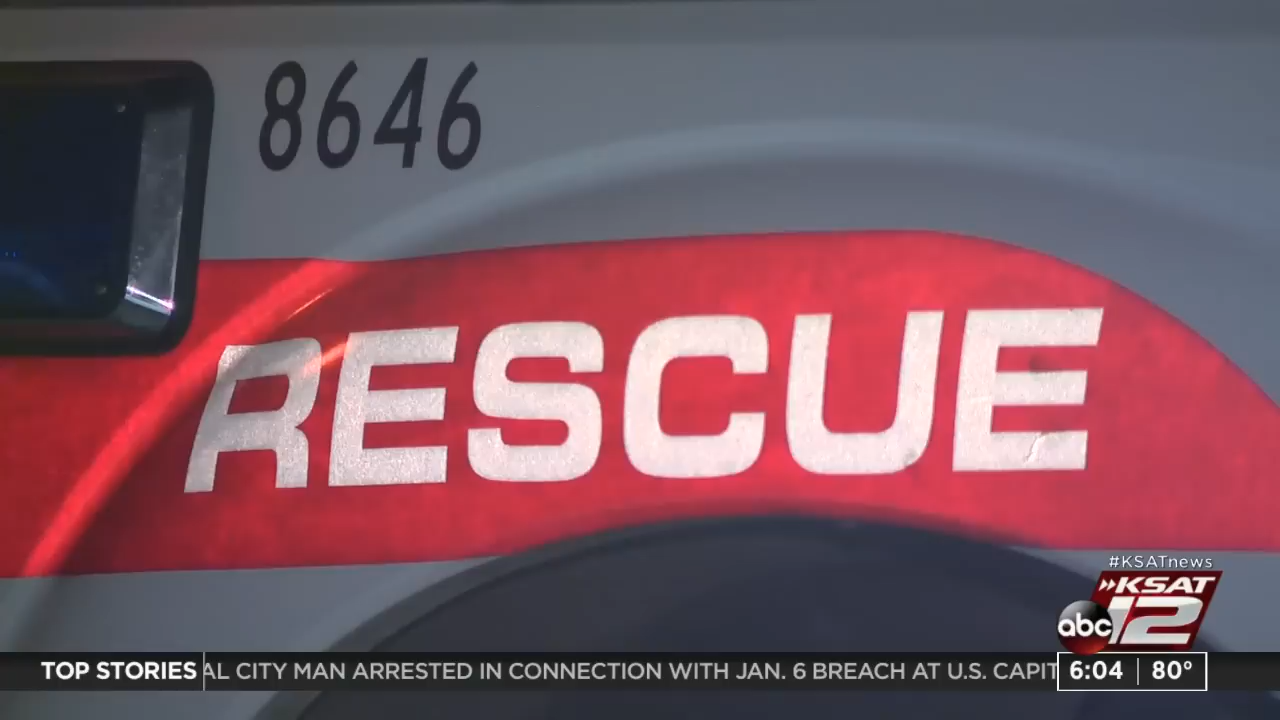 8646
RESCUE
#KSATnews
KSAT
abc 12
TOP STORIES AL CITY MAN ARRESTED IN CONNECTION WITH JAN. 6 BREACH AT U.S. CAPIT 6:04 80°